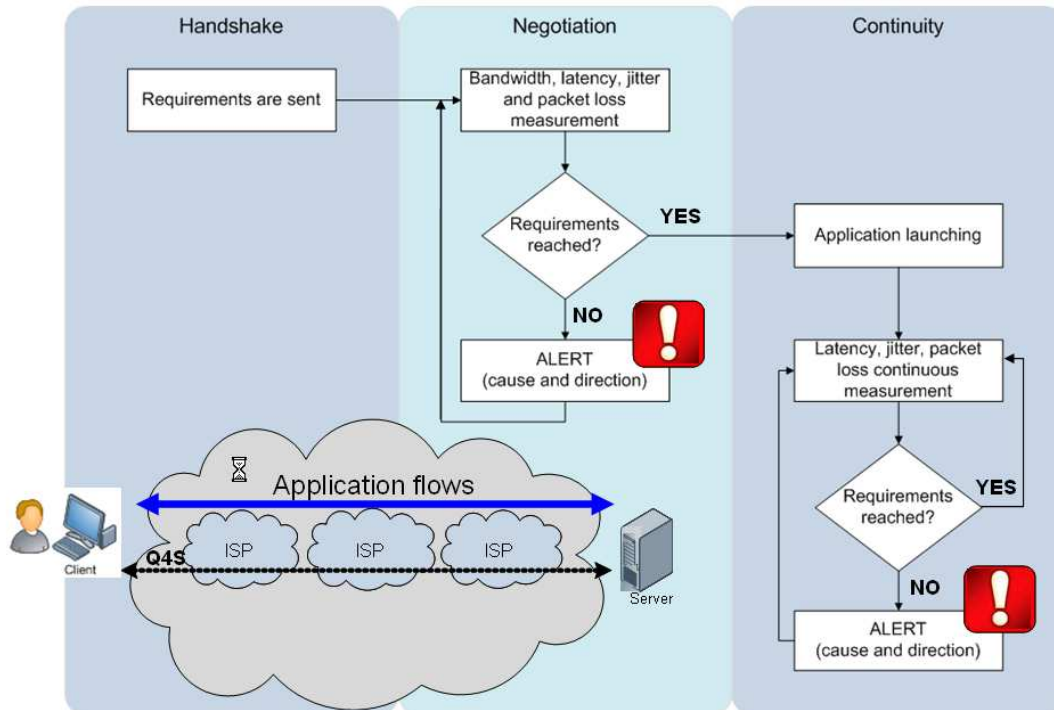 Handshake
Negotiation
Continuity
Requirements are sent
Bandwidth, latency, jitter
and packet loss
measurement
Requirements
reached?
YES
Application launching
NO
ALERT
(cause and direction)
Latency, jitter, packet
loss continuous
measurement
Requirements
reached?
YES
NO
ALERT
(cause and direction)
Application flows
ISP
ISP
ISP
Q4S
Client
Server